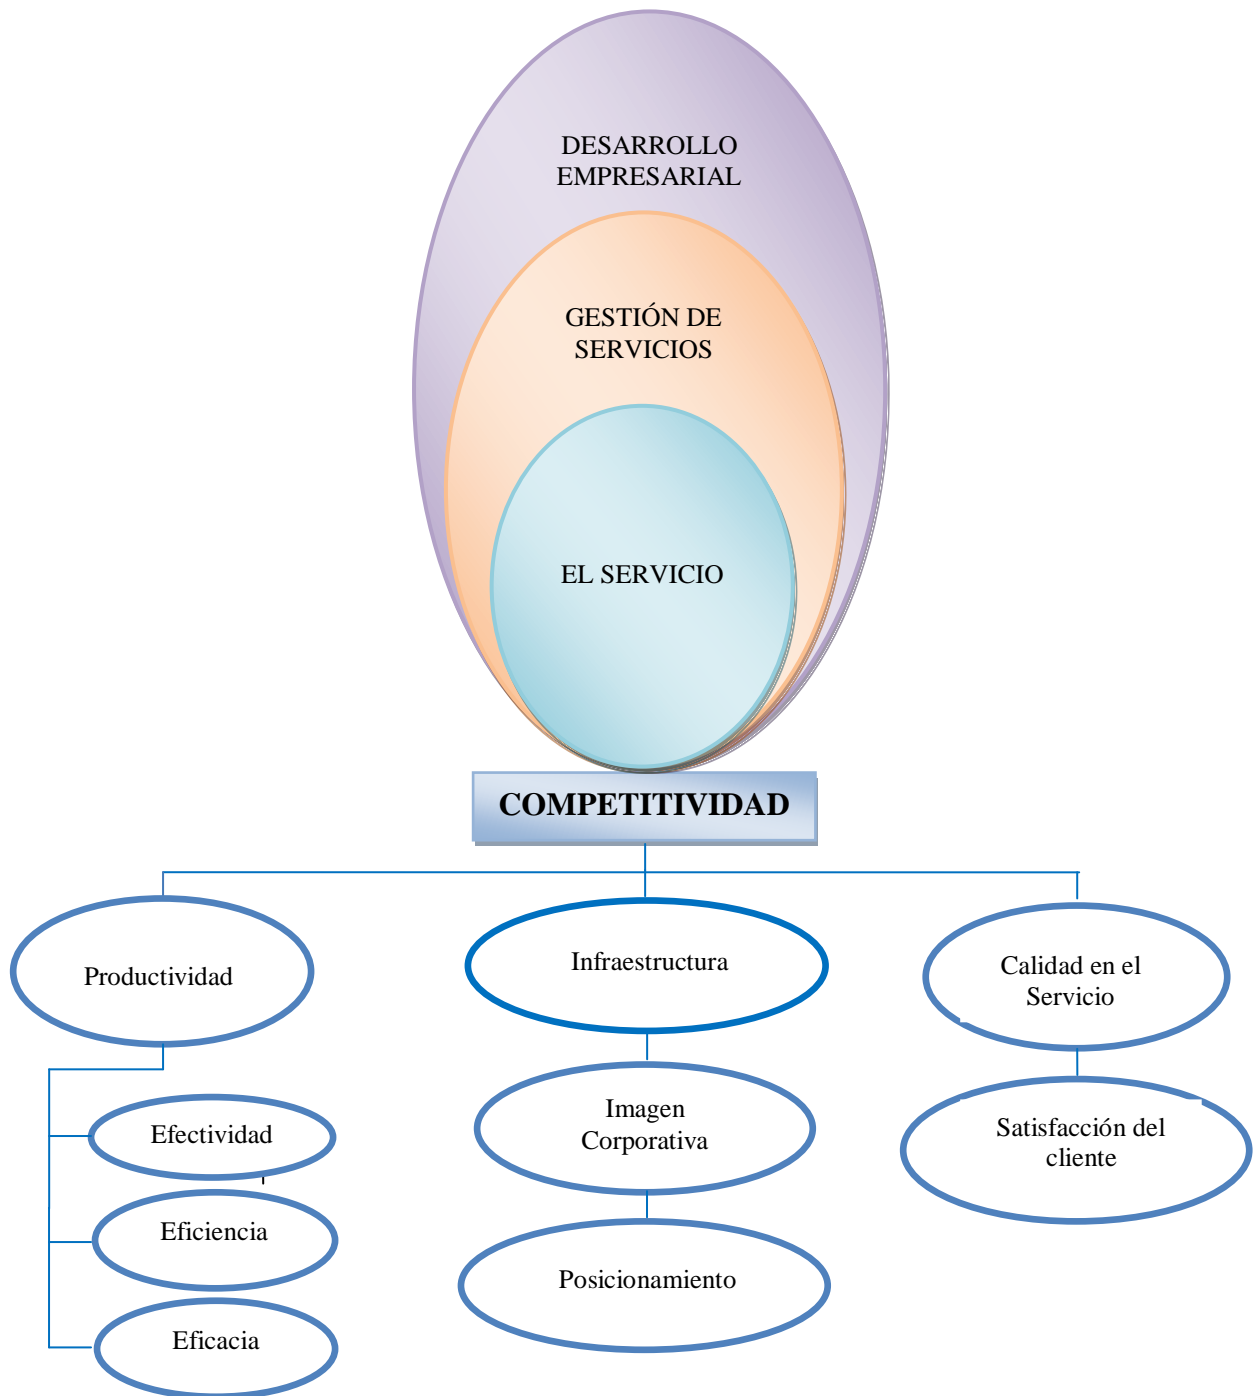 DESARROLLO
EMPRESARIAL
GESTIÓN DE
SERVICIOS
EL SERVICIO
COMPETITIVIDAD
Productividad
Infraestructura
Calidad en el
Servicio
Efectividad
Eficiencia
Eficacia
Imagen
Corporativa
Posicionamiento
Satisfacción del
cliente